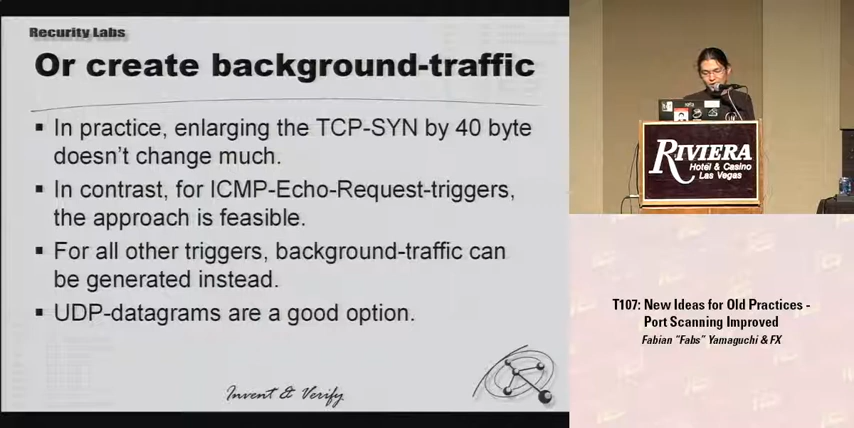 Recurity Labs
Or create background-traffic
In practice, enlarging the TCP-SYN by 40 byte
doesn't change much.
In contrast, for ICMP-Echo-Request-triggers,
the approach is feasible.
For all other triggers, background-traffic can
be generated instead.
UDP-datagrams are a good option.
Invent & Verify
RIVIERA
Hotel & Casino
Las Vegas
T107: New Ideas for Old Practices -
Port Scanning Improved
Fabian "Fabs" Yamaguchi & FX